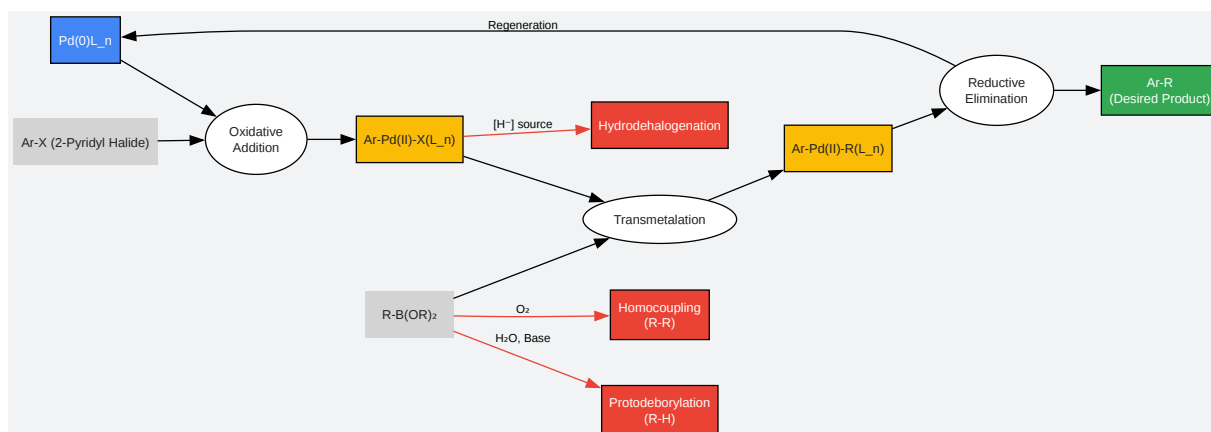 Regeneration
Pd(0)L_n
Reductive
Elimination
Ar-R
(Desired Product)
Ar-X (2-Pyridyl Halide)
Oxidative
Addition
Ar-Pd(II)-X(L_n)
[H⁻] source
Hydrodehalogenation
Ar-Pd(II)-R(L_n)
Transmetalation
R-B(OR)₂
O₂
Homocoupling
(R-R)
H₂O, Base
Protodeborylation
(R-H)